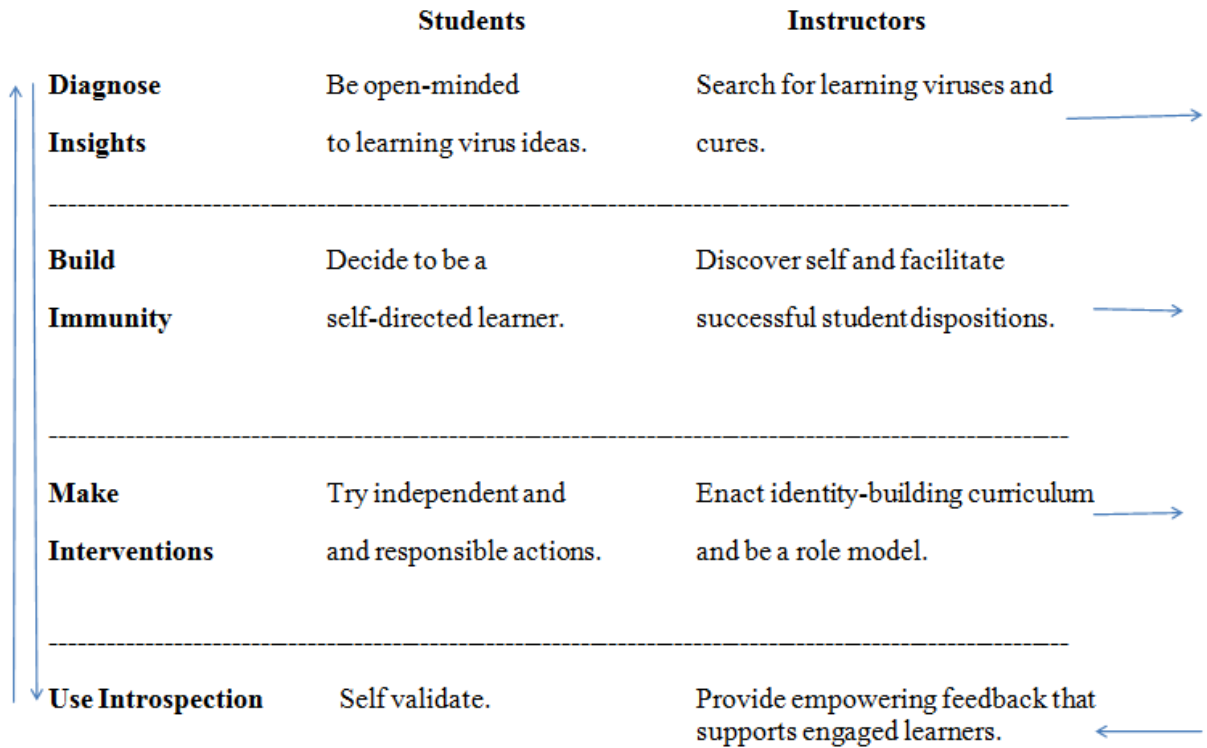 Students Instructors
Diagnose Be open-minded Search for learning viruses and
Insights to learning virus ideas. cures.
Build Decide to be a Discover self and facilitate
Immunity self-directed learner. successful student dispositions.
Make Try independent and Enact identity-building curriculum
Interventions and responsible actions. and be a role model.
Use Introspection Self validate. Provide empowering feedback that
supports engaged learners.